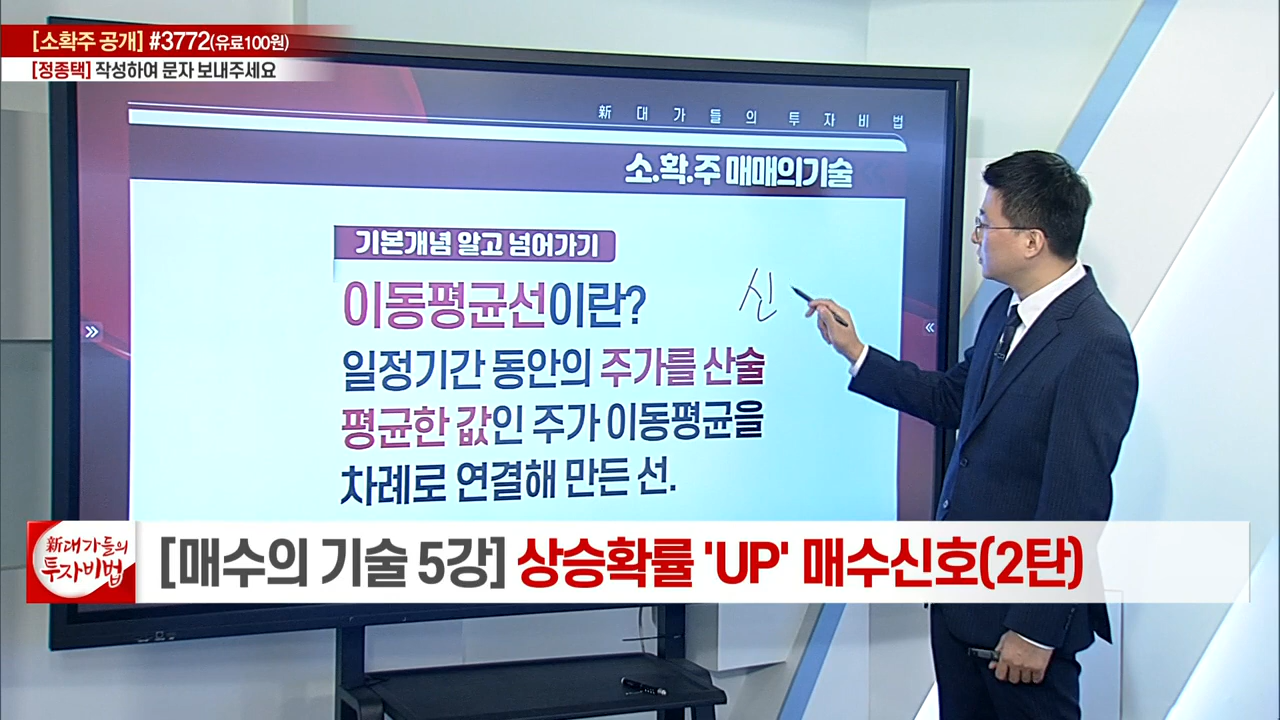 [소확주 공개] #3772(유료100원)
[정종택] 작성하여 문자 보내주세요
新 대가들의 투자비법
소.확.주 매매의기술
기본개념 알고 넘어가기
이동평균선이란?
신
일정기간 동안의 주가를 산술
평균한 값인 주가 이동평균을
차례로 연결해 만든 선.
新대가들의
투자비법
[매수의 기술 5강] 상승확률 'UP' 매수신호(2탄)